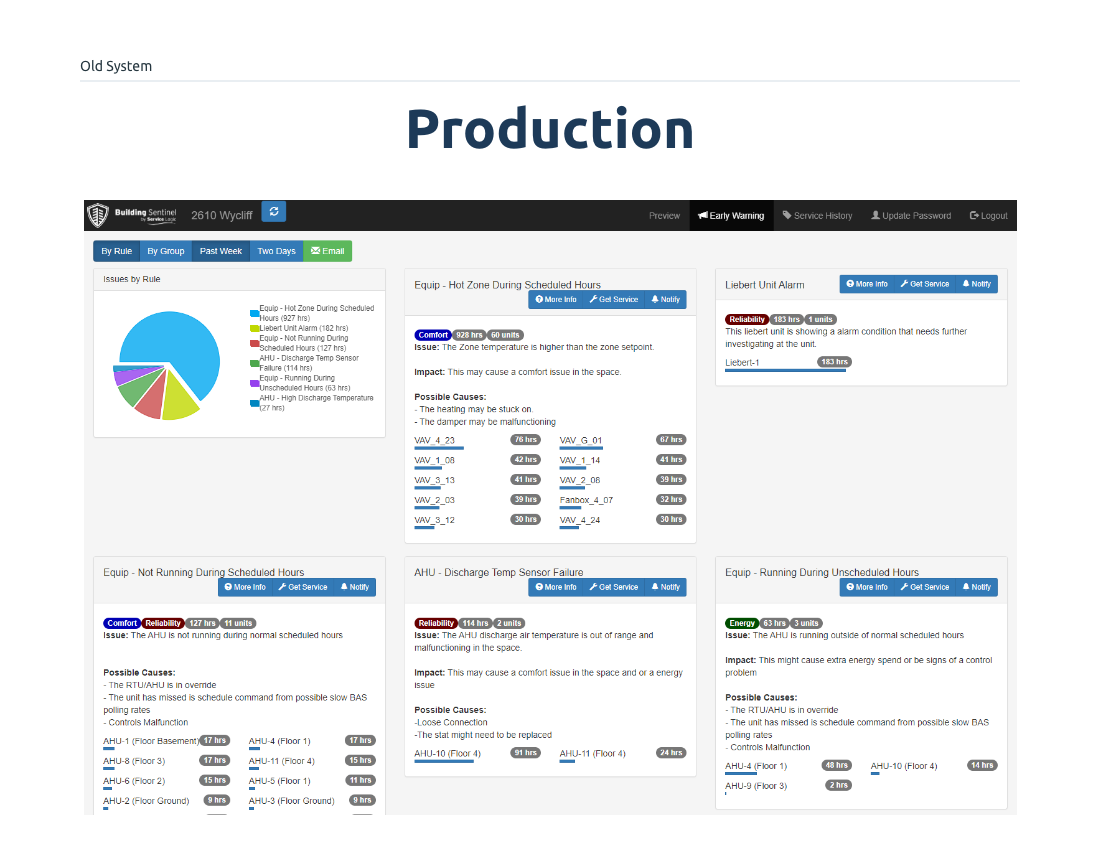 Old System
Production
Building Sentinel
by Service Logic
2610 Wycliff
Preview
Early Warning
Service History
Update Password
Logout
By Rule
By Group
Past Week
Two Days
Email
Issues by Rule
Equip - Hot Zone During Scheduled
Hours (927 hrs)
Liebert Unit Alarm (182 hrs)
Equip - Not Running During
Scheduled Hours (127 hrs)
AHU - Discharge Temp Sensor
Failure (114 hrs)
Equip - Running During
Unscheduled Hours (63 hrs)
AHU - High Discharge Temperature
(27 hrs)
Equip - Hot Zone During Scheduled Hours
More Info Get Service Notify
Comfort 928 hrs 60 units
Issue: The Zone temperature is higher than the zone setpoint.
Impact: This may cause a comfort issue in the space.
Possible Causes:
- The heating may be stuck on.
- The damper may be malfunctioning
VAV_4_23 76 hrs VAV_G_01 67 hrs
VAV_1_08 42 hrs VAV_1_14 41 hrs
VAV_3_13 41 hrs VAV_2_06 39 hrs
VAV_2_03 39 hrs Fanbox_4_07 32 hrs
VAV_3_12 30 hrs VAV_4_24 30 hrs
Liebert Unit Alarm
More Info Get Service Notify
Reliability 183 hrs 1 units
This liebert unit is showing a alarm condition that needs further
investigating at the unit.
Liebert-1 183 hrs
Equip - Not Running During Scheduled Hours
More Info Get Service Notify
Comfort Reliability 127 hrs 11 units
Issue: The AHU is not running during normal scheduled hours
Possible Causes:
- The RTU/AHU is in override
- The unit has missed is schedule command from possible slow BAS
polling rates
- Controls Malfunction
AHU-1 (Floor Basement) 17 hrs AHU-4 (Floor 1) 17 hrs
AHU-8 (Floor 3) 17 hrs AHU-11 (Floor 4) 15 hrs
AHU-6 (Floor 2) 15 hrs AHU-5 (Floor 1) 11 hrs
AHU-2 (Floor Ground) 9 hrs AHU-3 (Floor Ground) 9 hrs
AHU - Discharge Temp Sensor Failure
More Info Get Service Notify
Reliability 114 hrs 2 units
Issue: The AHU discharge air temperature is out of range and
malfunctioning in the space.
Impact: This may cause a comfort issue in the space and or a energy
issue
Possible Causes:
-Loose Connection
-The stat might need to be replaced
AHU-10 (Floor 4) 91 hrs AHU-11 (Floor 4) 24 hrs
Equip - Running During Unscheduled Hours
More Info Get Service Notify
Energy 63 hrs 3 units
Issue: The AHU is running outside of normal scheduled hours
Impact: This might cause extra energy spend or be signs of a control
problem
Possible Causes:
- The RTU/AHU is in override
- The unit has missed is schedule command from possible slow BAS
polling rates
- Controls Malfunction
AHU-4 (Floor 1) 48 hrs AHU-10 (Floor 4) 14 hrs
AHU-9 (Floor 3) 2 hrs